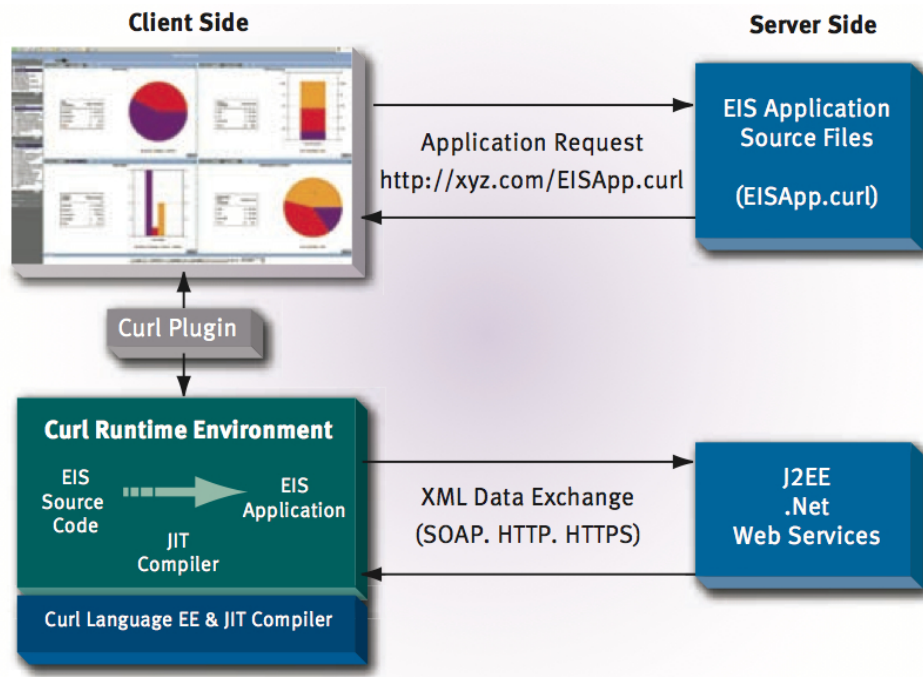 Client Side
Server Side
EIS Application
Source Files
(EISApp.curl)
Application Request
http://xyz.com/EISApp.curl
Curl Plugin
Curl Runtime Environment
EIS
Source
Code
EIS
Application
JIT
Compiler
Curl Language EE & JIT Compiler
XML Data Exchange
(SOAP. HTTP. HTTPS)
J2EE
.Net
Web Services